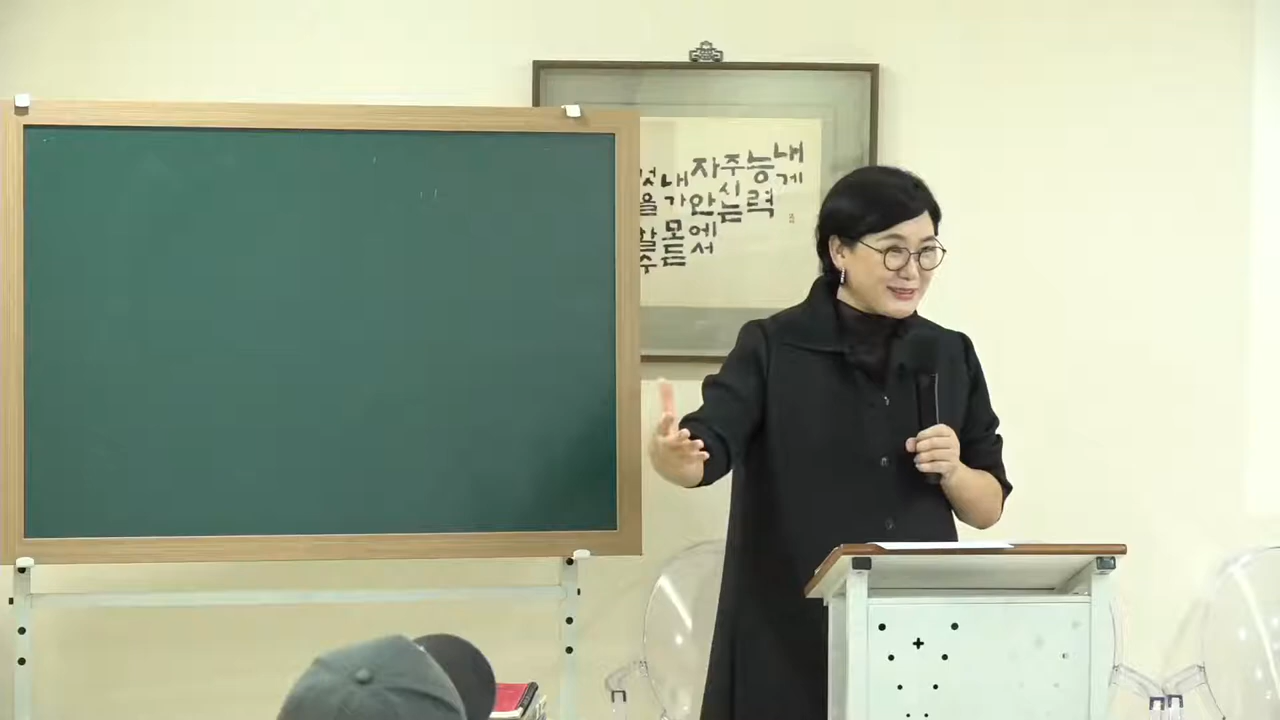 내게
능력
주시는
자안에서
내가모든
것을할수